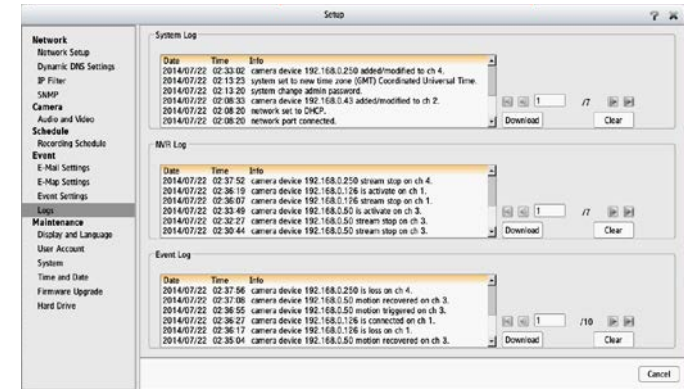 Setup
? ×
Network
Network Setup
Dynamic DNS Settings
IP Filter
SNMP
Camera
Audio and Video
Schedule
Recording Schedule
Event
E-Mail Settings
E-Map Settings
Event Settings
Logs
Maintenance
Display and Language
User Account
System
Time and Date
Firmware Upgrade
Hard Drive
System Log
Date Time Info
2014/07/22 02:33:02 camera device 192.168.0.250 added/modified to ch 4.
2014/07/22 02:13:23 system set to new time zone (GMT) Coordinated Universal Time.
2014/07/22 02:13:20 system change admin password.
2014/07/22 02:08:33 camera device 192.168.0.43 added/modified to ch 2.
2014/07/22 02:08:20 network set to DHCP.
2014/07/22 02:08:20 network port connected.
1 /7
Download Clear
NVR Log
Date Time Info
2014/07/22 02:37:52 camera device 192.168.0.250 stream stop on ch 4.
2014/07/22 02:36:19 camera device 192.168.0.126 is activate on ch 1.
2014/07/22 02:36:07 camera device 192.168.0.126 stream stop on ch 1.
2014/07/22 02:33:49 camera device 192.168.0.50 is activate on ch 3.
2014/07/22 02:32:27 camera device 192.168.0.50 stream stop on ch 3.
2014/07/22 02:30:44 camera device 192.168.0.50 stream stop on ch 3.
1 /7
Download Clear
Event Log
Date Time Info
2014/07/22 02:37:56 camera device 192.168.0.250 is loss on ch 4.
2014/07/22 02:37:08 camera device 192.168.0.50 motion recovered on ch 3.
2014/07/22 02:36:55 camera device 192.168.0.50 motion triggered on ch 3.
2014/07/22 02:36:27 camera device 192.168.0.126 is connected on ch 1.
2014/07/22 02:36:17 camera device 192.168.0.126 is loss on ch 1.
2014/07/22 02:35:04 camera device 192.168.0.50 motion recovered on ch 3.
1 /10
Download Clear
Cancel